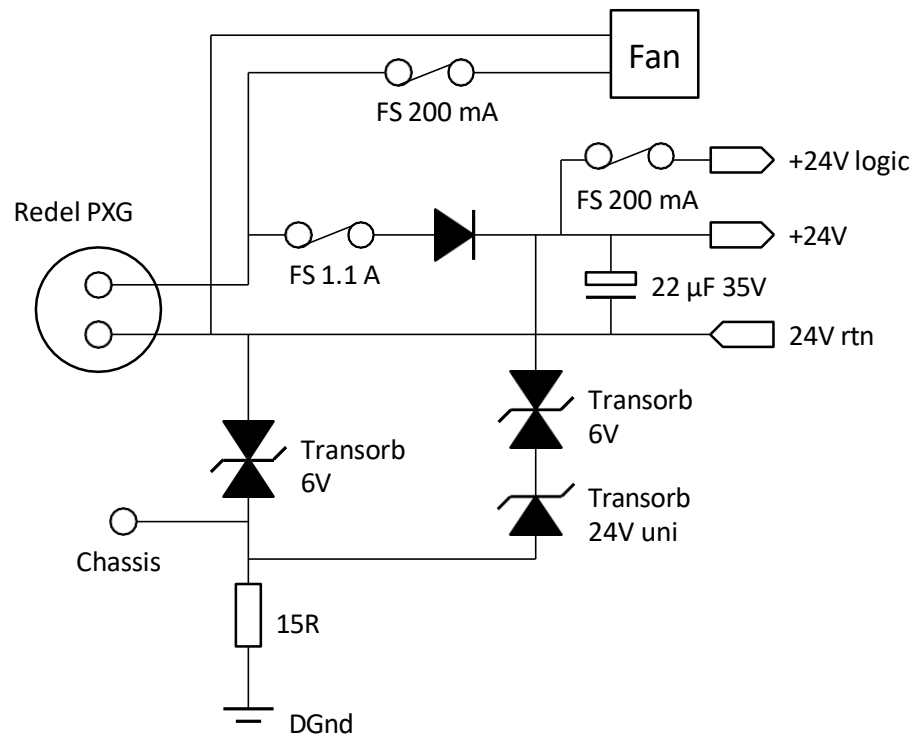 Fan
FS 200 mA
+24V logic
FS 200 mA
Redel PXG
+24V
FS 1.1 A
22 µF 35V
24V rtn
Transorb
6V
Transorb
6V
Transorb
24V uni
Chassis
15R
DGnd